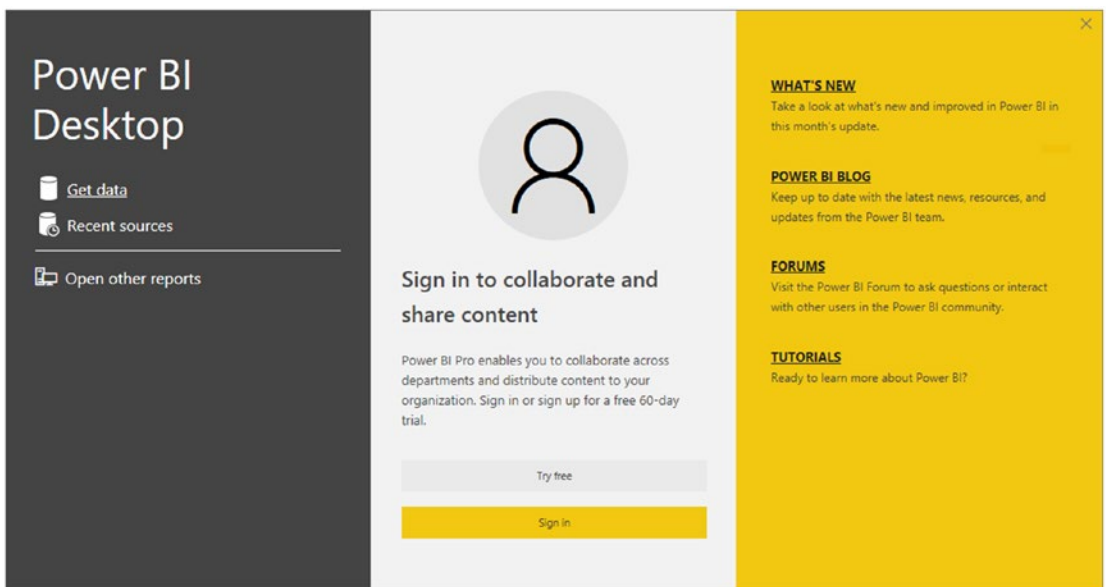 Power BI
Desktop
Get data
Recent sources
Open other reports
Sign in to collaborate and
share content
Power BI Pro enables you to collaborate across
departments and distribute content to your
organization. Sign in or sign up for a free 60-day
trial.
Try free
Sign in
WHAT'S NEW
Take a look at what's new and improved in Power BI in
this month's update.
POWER BI BLOG
Keep up to date with the latest news, resources, and
updates from the Power BI team.
FORUMS
Visit the Power BI Forum to ask questions or interact
with other users in the Power BI community.
TUTORIALS
Ready to learn more about Power BI?